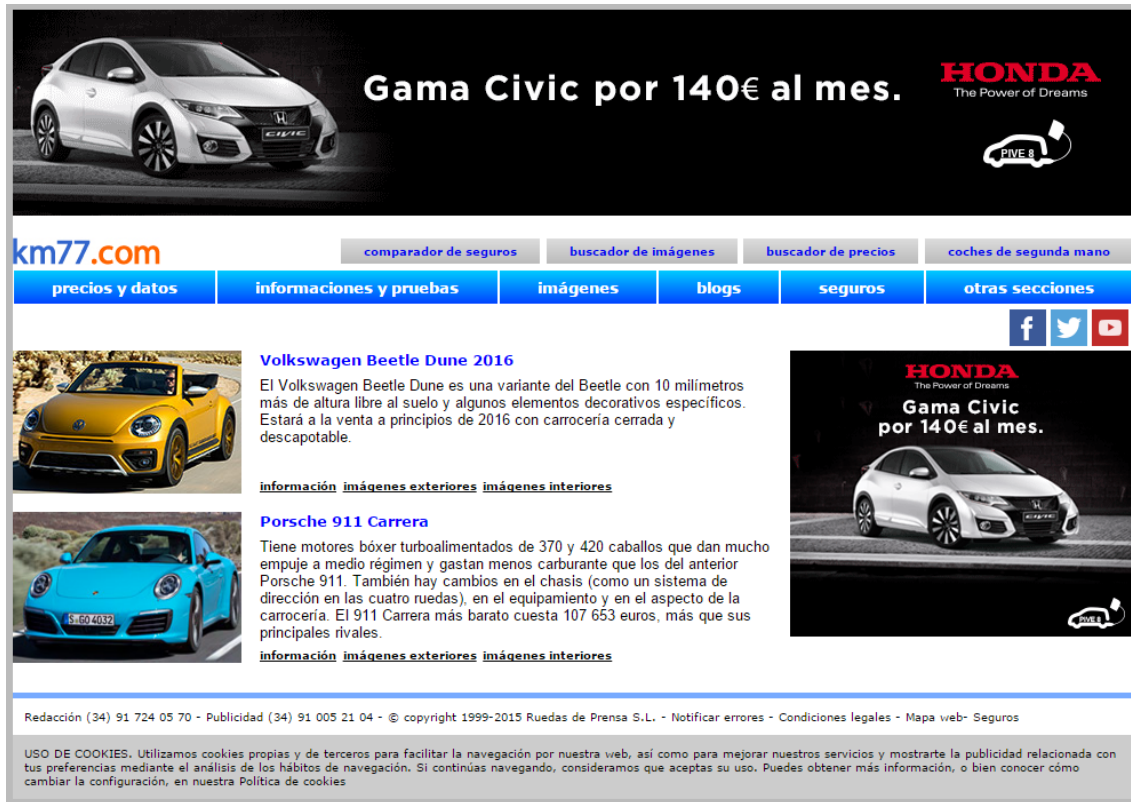 Gama Civic por 140€ al mes.
HONDA
The Power of Dreams
CIVIC
PIVE 8
km77.com
comparador de seguros
buscador de imágenes
buscador de precios
coches de segunda mano
precios y datos
informaciones y pruebas
imágenes
blogs
seguros
otras secciones
Volkswagen Beetle Dune 2016
El Volkswagen Beetle Dune es una variante del Beetle con 10 milímetros
más de altura libre al suelo y algunos elementos decorativos específicos.
Estará a la venta a principios de 2016 con carrocería cerrada y
descapotable.
información imágenes exteriores imágenes interiores
Porsche 911 Carrera
Tiene motores bóxer turboalimentados de 370 y 420 caballos que dan mucho
empuje a medio régimen y gastan menos carburante que los del anterior
Porsche 911. También hay cambios en el chasis (como un sistema de
dirección en las cuatro ruedas), en el equipamiento y en el aspecto de la
carrocería. El 911 Carrera más barato cuesta 107 653 euros, más que sus
principales rivales.
información imágenes exteriores imágenes interiores
S GO 4032
HONDA
The Power of Dreams
Gama Civic
por 140€ al mes.
CIVIC
PIVE 8
Redacción (34) 91 724 05 70 - Publicidad (34) 91 005 21 04 - © copyright 1999-2015 Ruedas de Prensa S.L. - Notificar errores - Condiciones legales - Mapa web- Seguros
USO DE COOKIES. Utilizamos cookies propias y de terceros para facilitar la navegación por nuestra web, así como para mejorar nuestros servicios y mostrarte la publicidad relacionada con
tus preferencias mediante el análisis de los hábitos de navegación. Si continúas navegando, consideramos que aceptas su uso. Puedes obtener más información, o bien conocer cómo
cambiar la configuración, en nuestra Política de cookies